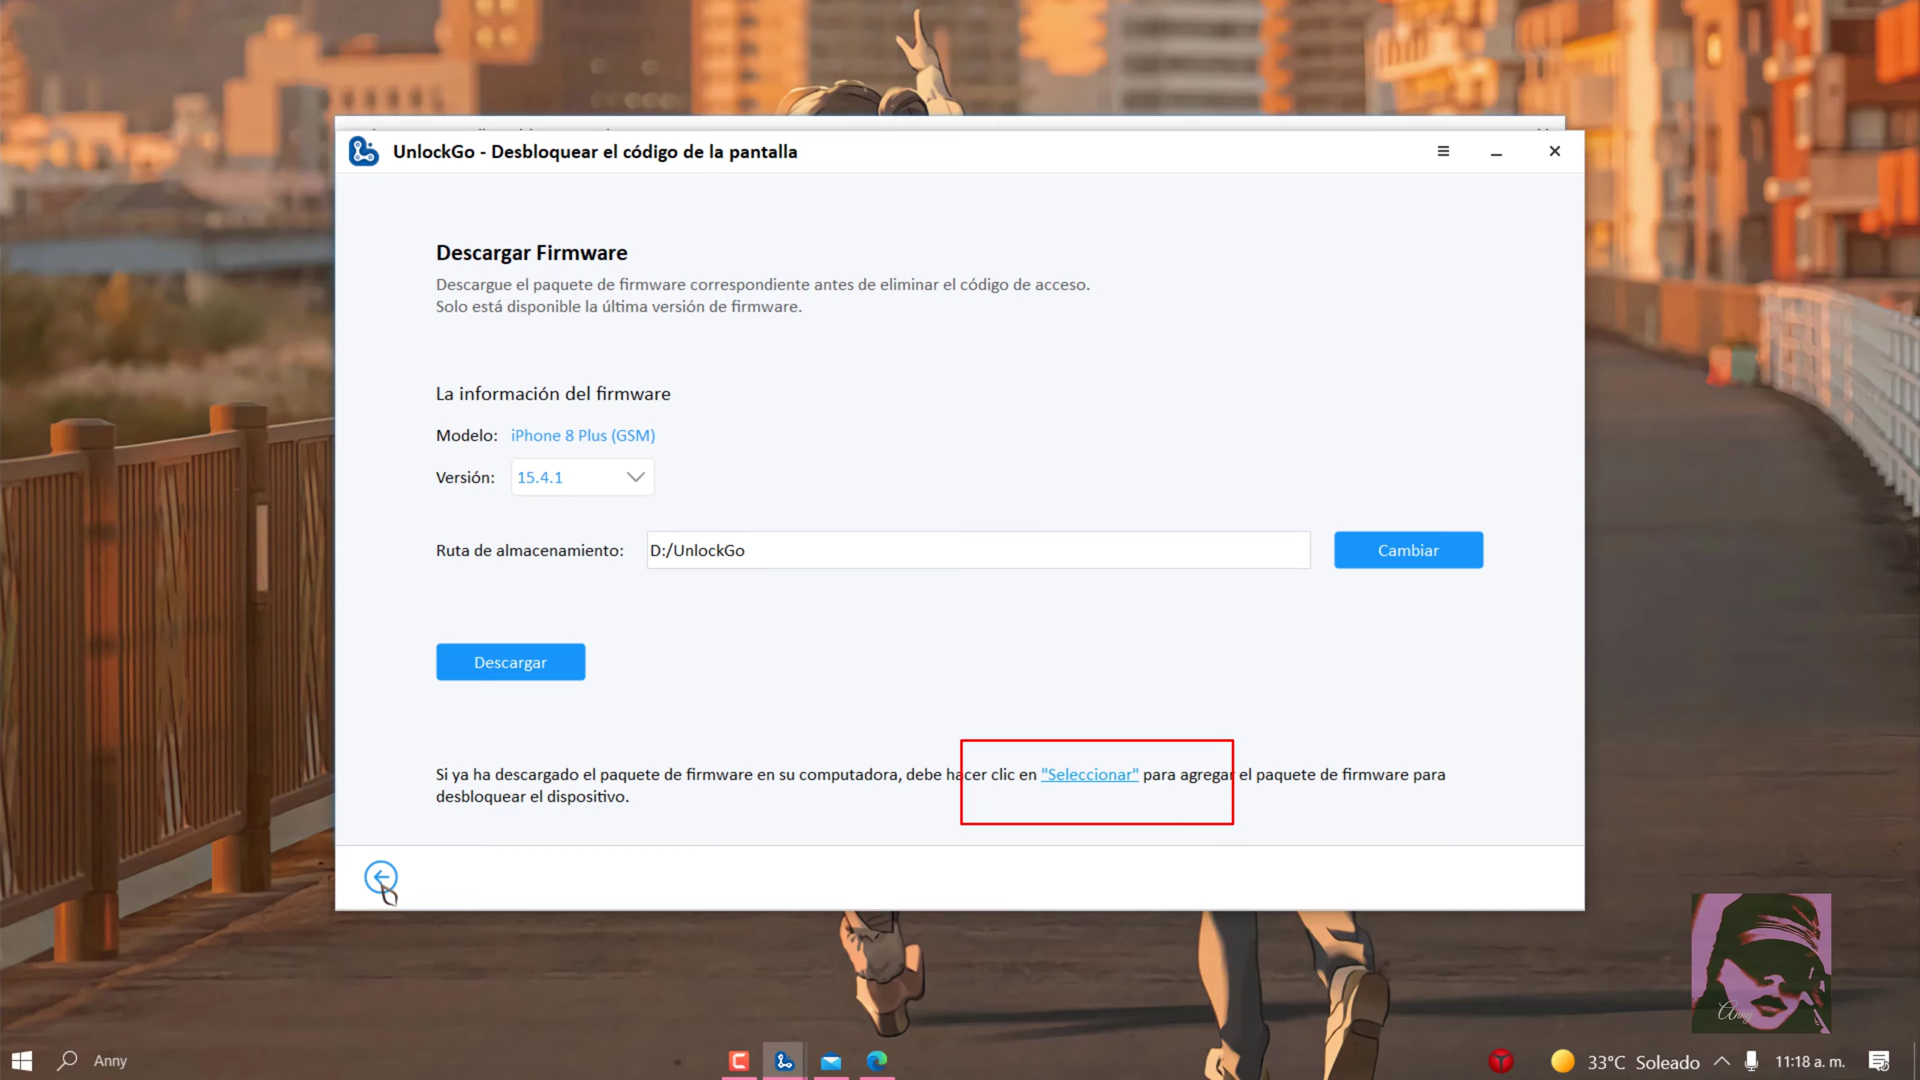 UnlockGo - Desbloquear el código de la pantalla
Descargar Firmware
Descargue el paquete de firmware correspondiente antes de eliminar el código de acceso.
Solo está disponible la última versión de firmware.
La información del firmware
Modelo: iPhone 8 Plus (GSM)
Versión: 15.4.1
Ruta de almacenamiento: D:/UnlockGo Cambiar
Descargar
Si ya ha descargado el paquete de firmware en su computadora, debe hacer clic en "Seleccionar" para agregar el paquete de firmware para
desbloquear el dispositivo.
Anny
Anny
33°C Soleado 11:18 a. m.